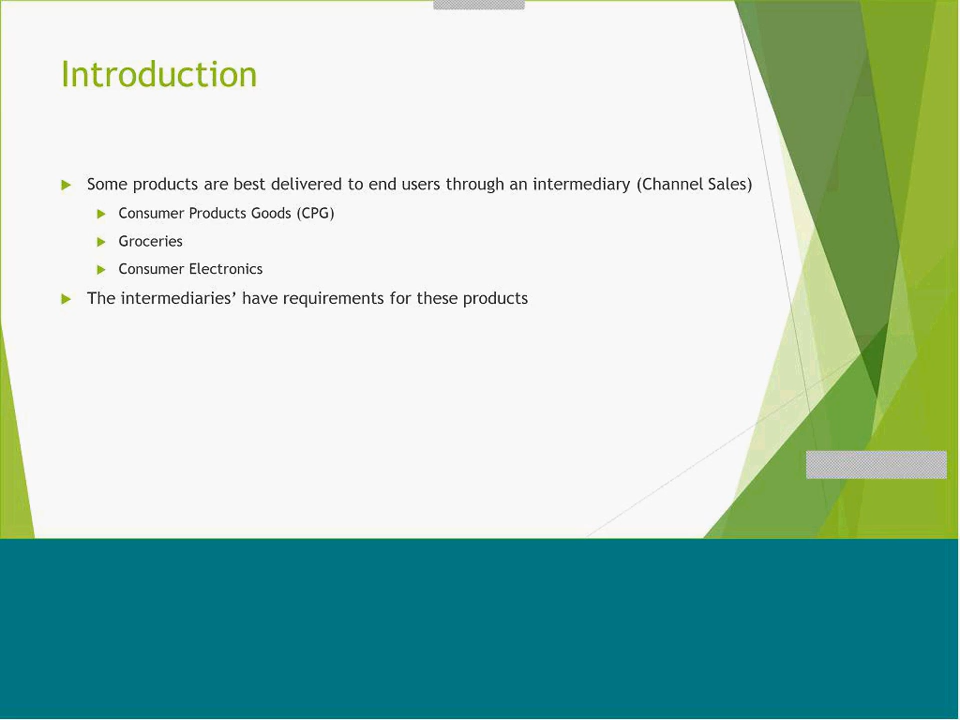 Introduction
Some products are best delivered to end users through an intermediary (Channel Sales)
Consumer Products Goods (CPG)
Groceries
Consumer Electronics
The intermediaries’ have requirements for these products